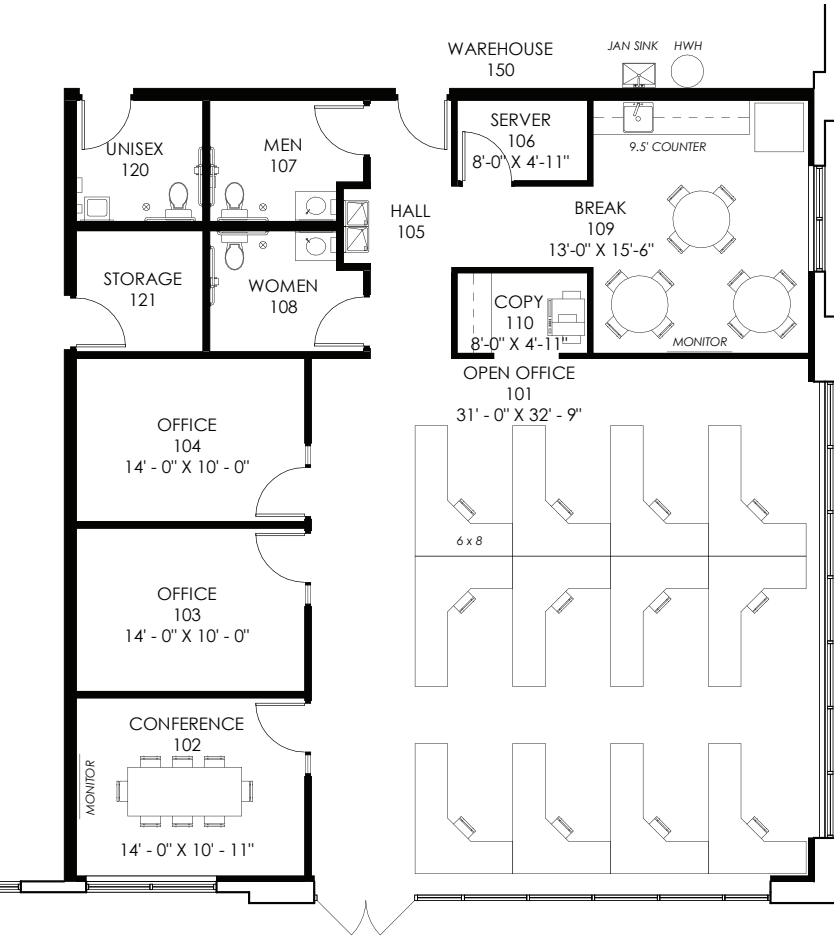 WAREHOUSE
150
JAN SINK
HWH
UNISEX
120
MEN
107
SERVER
106
8'-0" X 4'-11"
9.5' COUNTER
HALL
105
BREAK
109
13'-0" X 15'-6"
STORAGE
121
WOMEN
108
COPY
110
8'-0" X 4'-11"
MONITOR
OPEN OFFICE
101
31' - 0" X 32' - 9"
OFFICE
104
14' - 0" X 10' - 0"
6 x 8
OFFICE
103
14' - 0" X 10' - 0"
CONFERENCE
102
MONITOR
14' - 0" X 10' - 11"